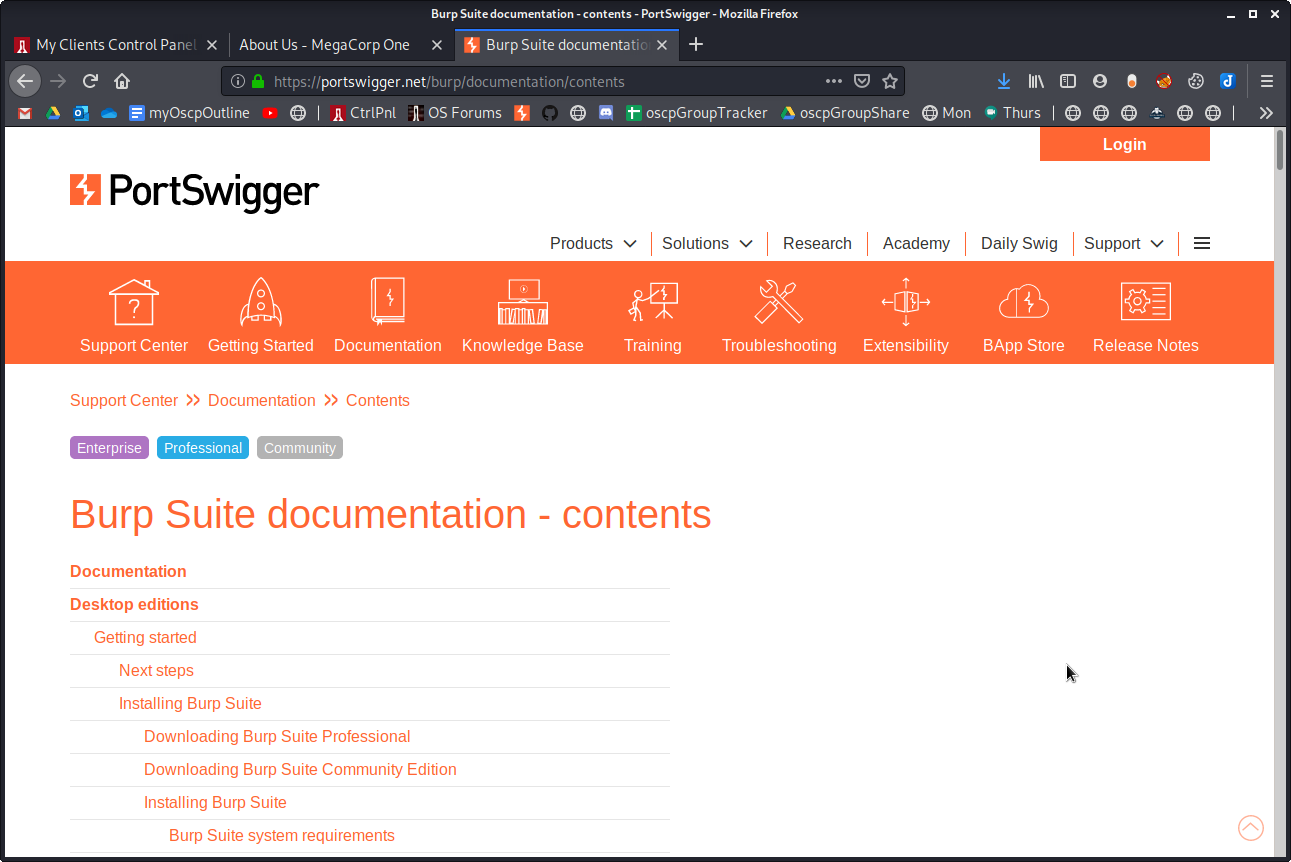 Burp Suite documentation - contents - PortSwigger - Mozilla Firefox
My Clients Control Panel About Us - MegaCorp One Burp Suite documentatio
https://portswigger.net/burp/documentation/contents
myOscpOutline CtrlPnl OS Forums oscpGroupTracker oscpGroupShare Mon Thurs
Login
PortSwigger
Products Solutions Research Academy Daily Swig Support
?
Support Center Getting Started Documentation Knowledge Base Training Troubleshooting Extensibility BApp Store Release Notes
Support Center Documentation Contents
Enterprise Professional Community
Burp Suite documentation - contents
Documentation
Desktop editions
Getting started
Next steps
Installing Burp Suite
Downloading Burp Suite Professional
Downloading Burp Suite Community Edition
Installing Burp Suite
Burp Suite system requirements